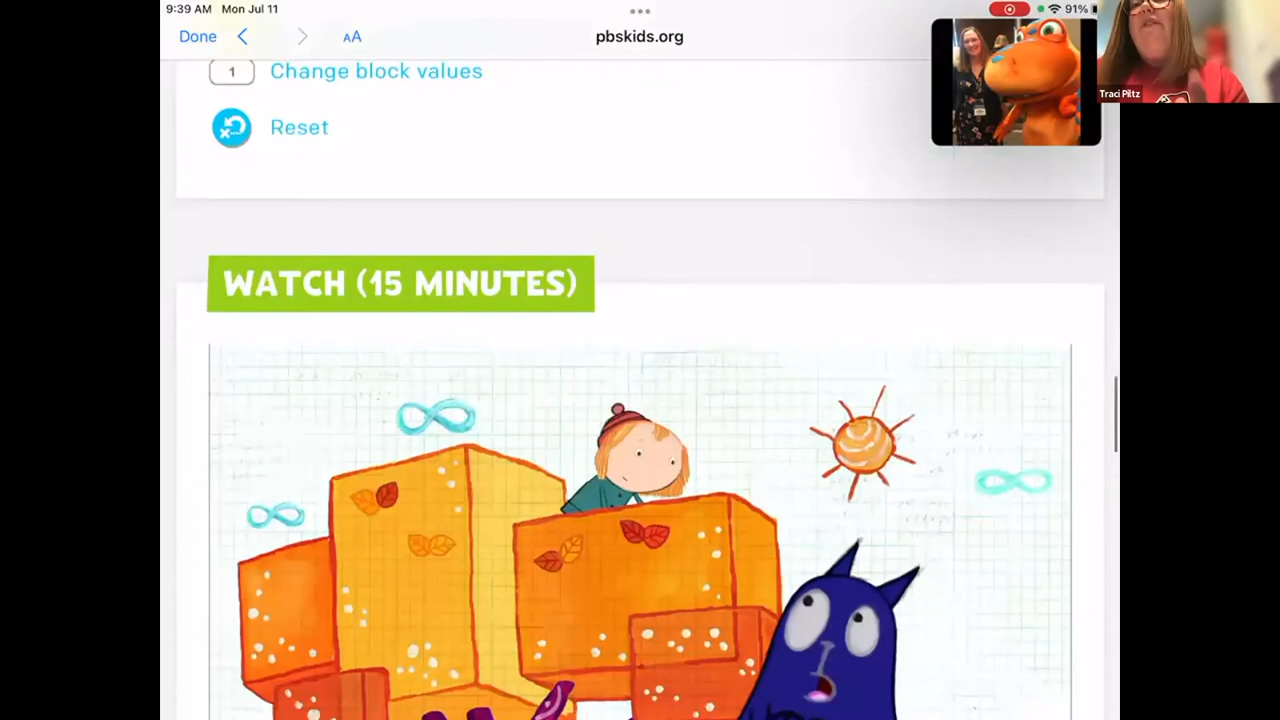 9:39 AM Mon Jul 11
91%
Done
AA
pbskids.org
Traci Piltz
1
Change block values
Reset
WATCH (15 MINUTES)